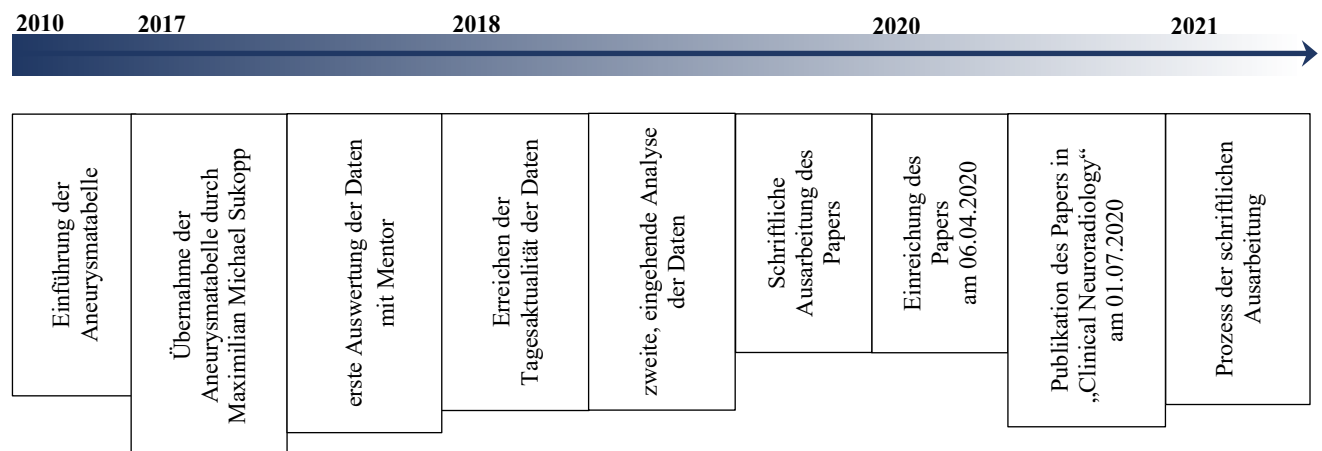 2010
2017
2018
2020
2021
Einführung der
Aneurysmatabelle
Übernahme der
Aneurysmatabelle durch
Maximilian Michael Sukopp
erste Auswertung der Daten
mit Mentor
Erreichen der
Tagesaktualität der Daten
zweite, eingehende Analyse
der Daten
Schriftliche
Ausarbeitung des
Papers
Einreichung des
Papers
am 06.04.2020
Publikation des Papers in
„Clinical Neuroradiology“
am 01.07.2020
Prozess der schriftlichen
Ausarbeitung